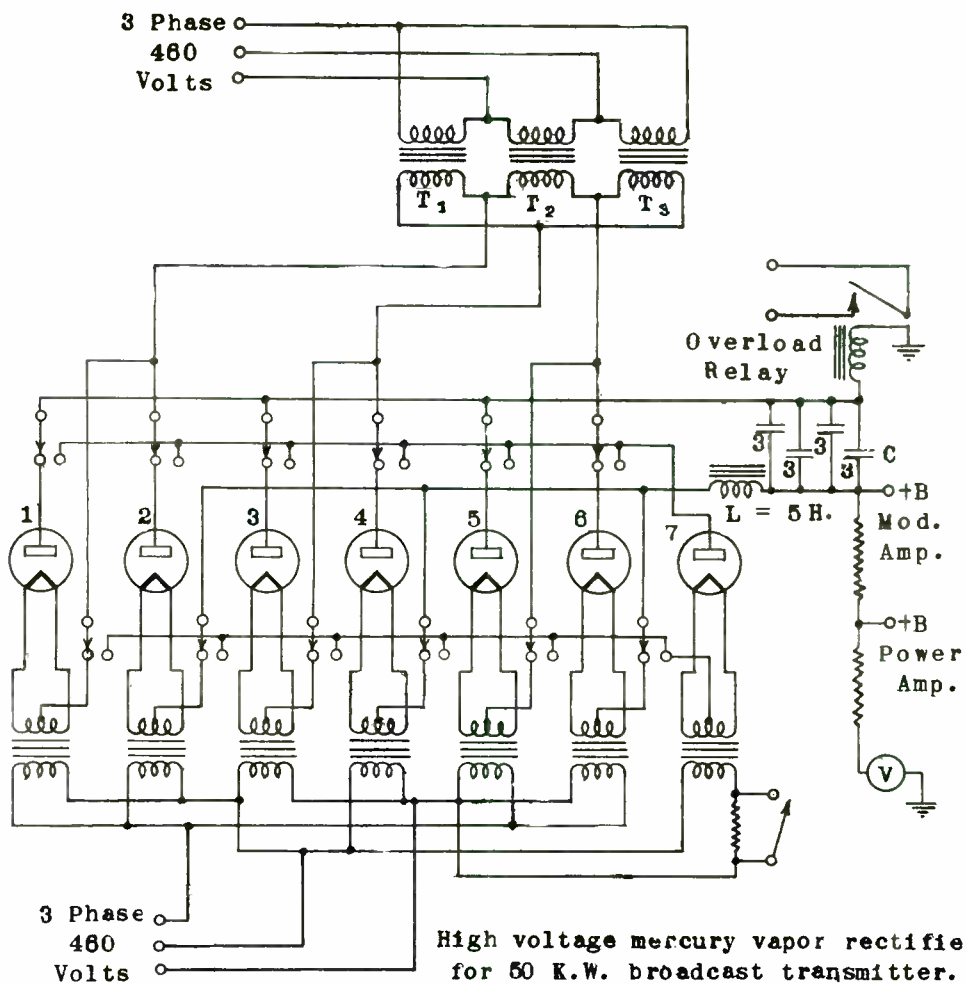 3 Phase
460
Volts
T1
T2
T3
Overload
Relay
3
3
3
3
C
+B
Mod.
Amp.
L = 5H.
1
2
3
4
5
6
7
+B
Power
Amp.
V
3 Phase
460
Volts
High voltage mercury vapor rectifie
for 50 K.W. broadcast transmitter.